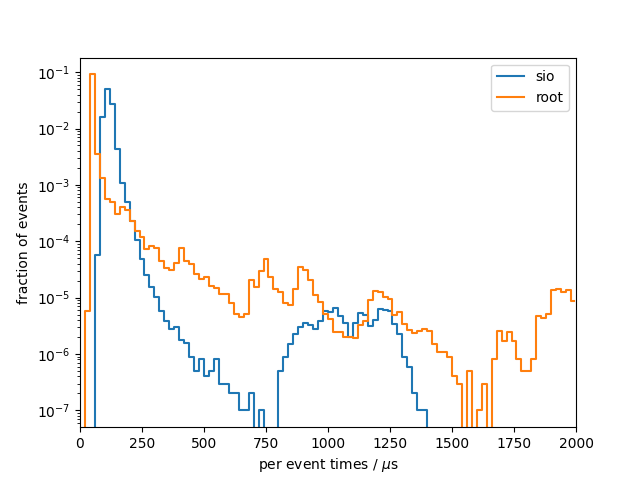 sio
root
fraction of events
10⁻¹
10⁻²
10⁻³
10⁻⁴
10⁻⁵
10⁻⁶
10⁻⁷
0 250 500 750 1000 1250 1500 1750 2000
per event times / μs